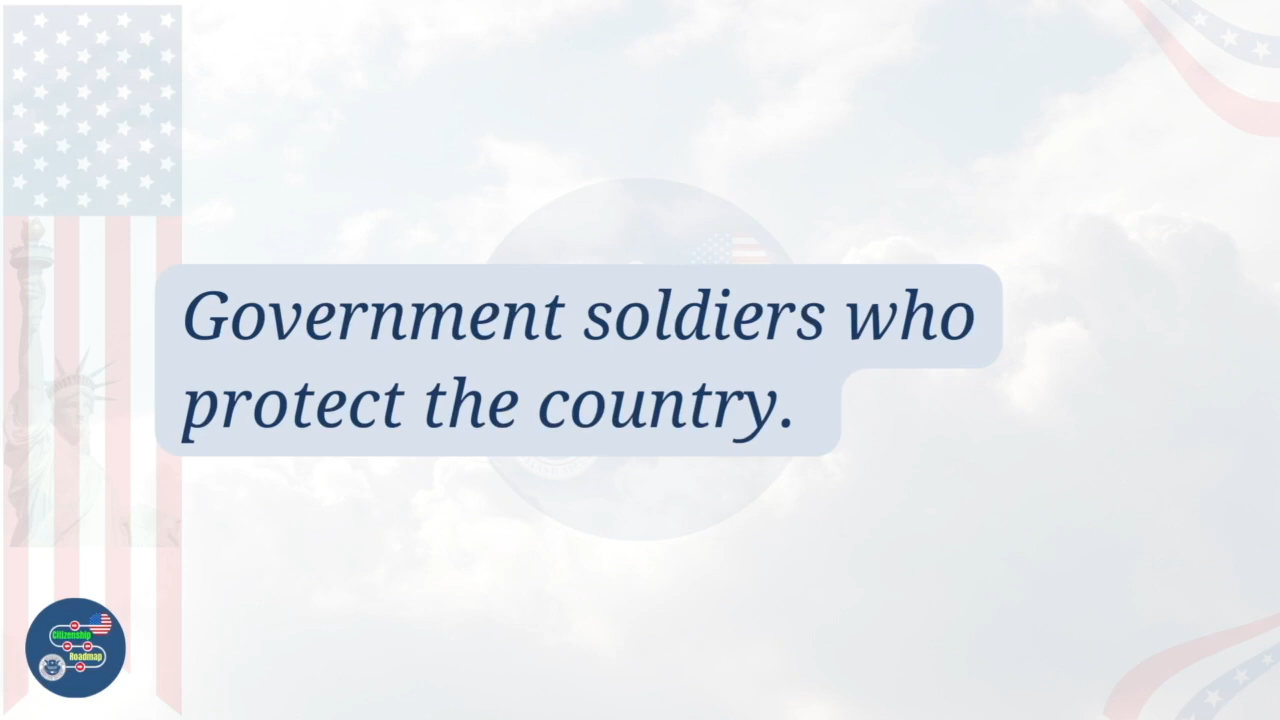 Government soldiers who
protect the country.
Citizenship
Roadmap